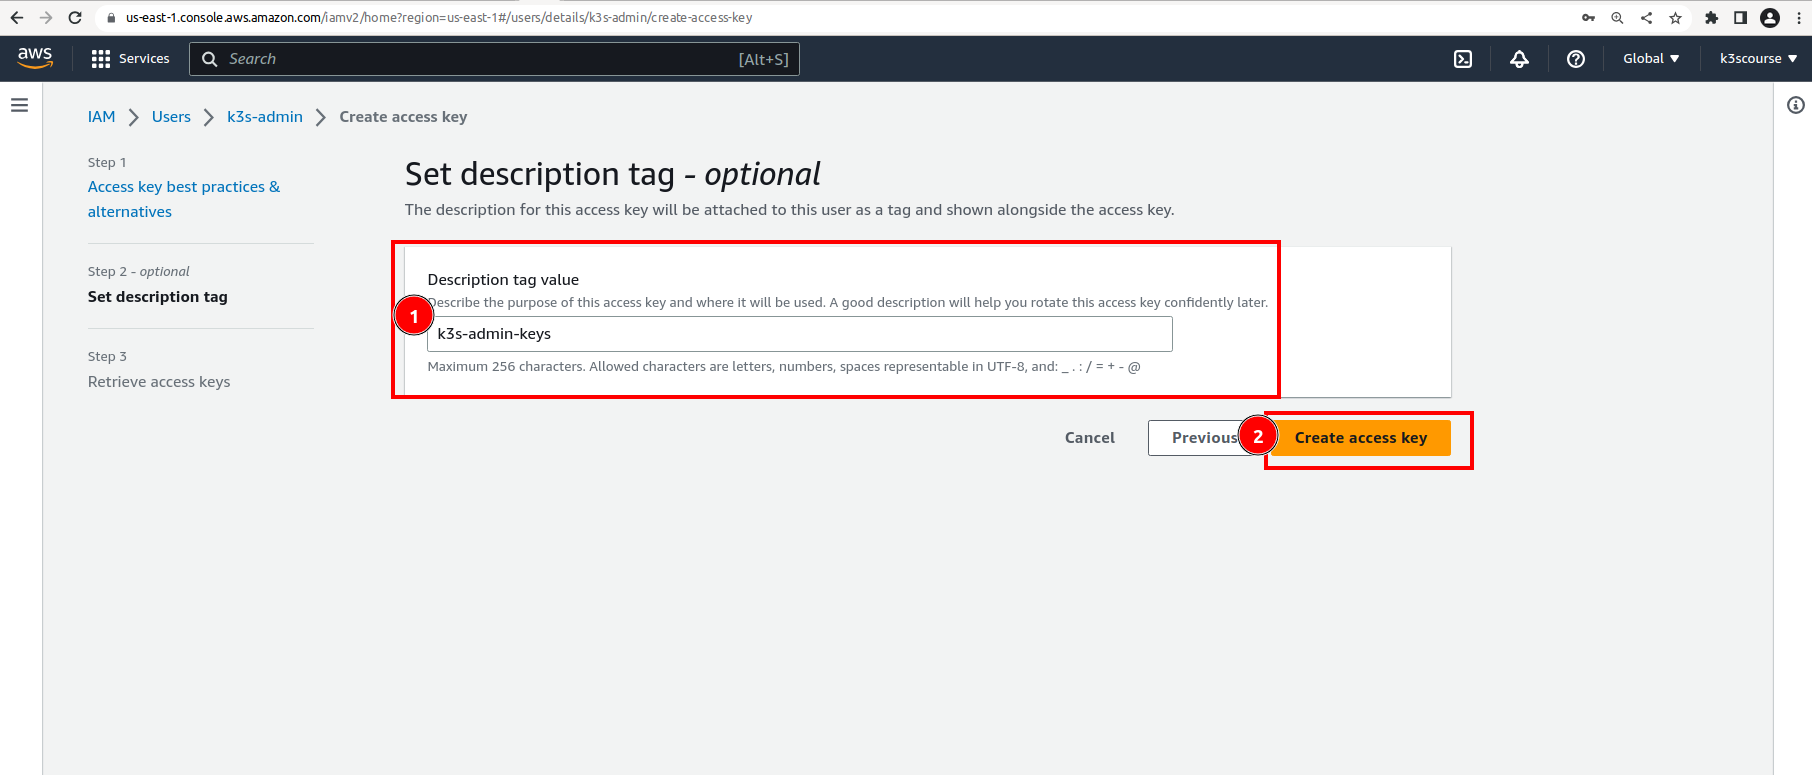 us-east-1.console.aws.amazon.com/iamv2/home?region=us-east-1#/users/details/k3s-admin/create-access-key
aws Services Search [Alt+S] Global k3scourse
IAM Users k3s-admin Create access key
Step 1
Access key best practices &
alternatives
Step 2 - optional
Set description tag
Step 3
Retrieve access keys
Set description tag - optional
The description for this access key will be attached to this user as a tag and shown alongside the access key.
Description tag value
Describe the purpose of this access key and where it will be used. A good description will help you rotate this access key confidently later.
1
k3s-admin-keys
Maximum 256 characters. Allowed characters are letters, numbers, spaces representable in UTF-8, and: _ . : / = + - @
Cancel Previous 2 Create access key